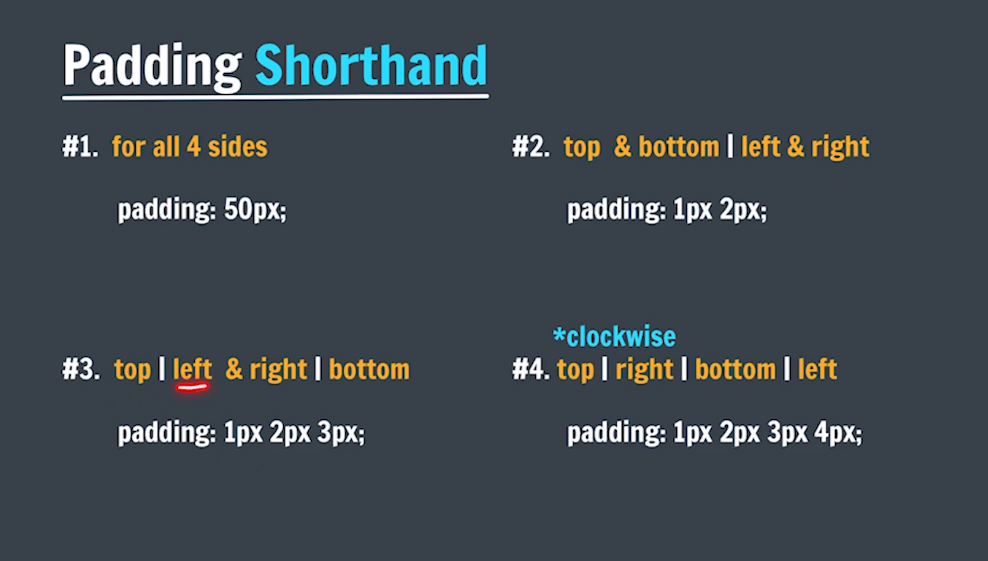 Padding Shorthand
#1. for all 4 sides
padding: 50px;
#2. top & bottom | left & right
padding: 1px 2px;
#3. top | left & right | bottom
padding: 1px 2px 3px;
*clockwise
#4. top | right | bottom | left
padding: 1px 2px 3px 4px;